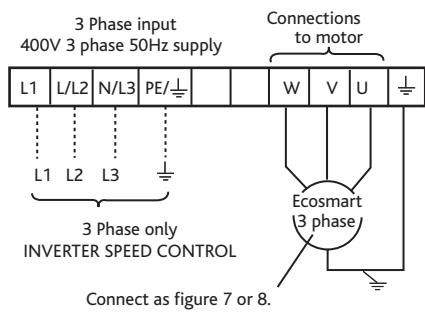 3 Phase input
400V 3 phase 50Hz supply
Connections
to motor
L1 L/L2 N/L3 PE/⏚ W V U ⏚
L1 L2 L3 ⏚
3 Phase only
INVERTER SPEED CONTROL
Ecosmart
3 phase
Connect as figure 7 or 8.